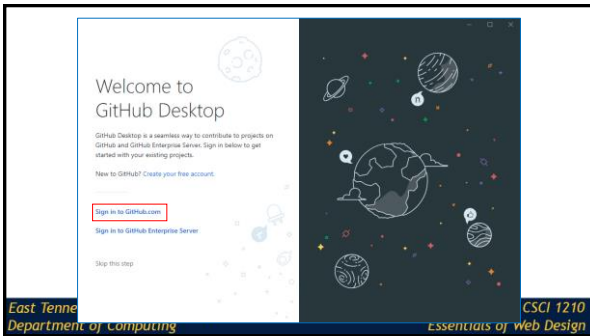 Welcome to
GitHub Desktop
GitHub Desktop is a seamless way to contribute to projects on
GitHub and GitHub Enterprise Server. Sign in below to get
started with your existing projects.
New to GitHub? Create your free account.
Sign in to GitHub.com
Sign in to GitHub Enterprise Server
Skip this step
East Tenne
CSCI 1210
Department of Computing
Essentials of Web Design